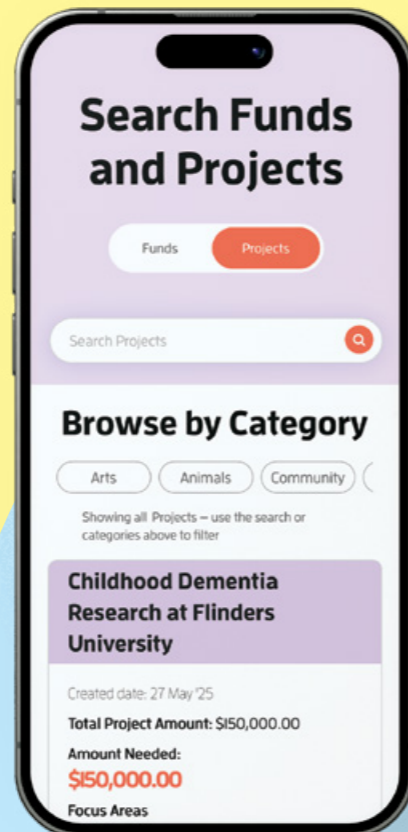 Search Funds
and Projects
Funds
Projects
Search Projects
Browse by Category
Arts
Animals
Community
Showing all Projects – use the search or
categories above to filter
Childhood Dementia
Research at Flinders
University
Created date: 27 May '25
Total Project Amount: $150,000.00
Amount Needed:
$150,000.00
Focus Areas